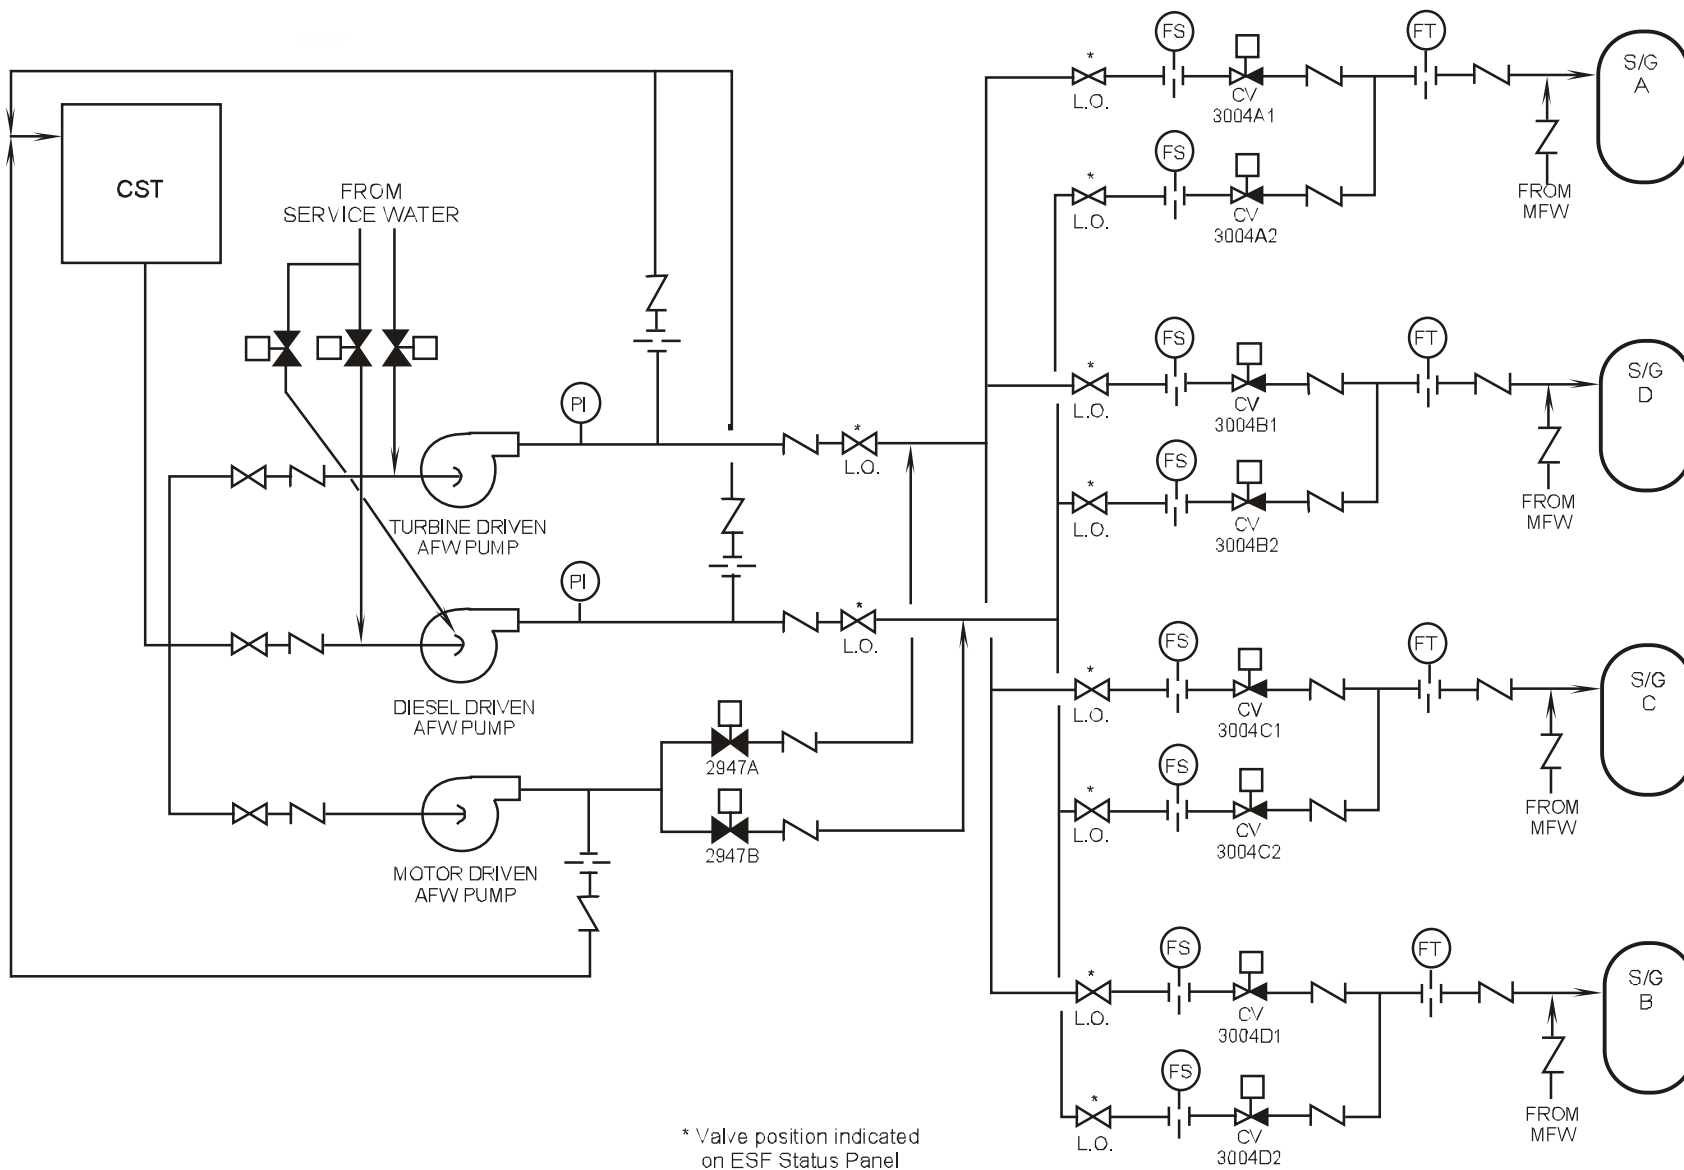 CST
FROM
SERVICE WATER
PI
TURBINE DRIVEN
AFW PUMP
*
L.O.
PI
DIESEL DRIVEN
AFW PUMP
*
L.O.
2947A
2947B
MOTOR DRIVEN
AFW PUMP
*
L.O.
FS
CV
3004A1
FT
S/G
A
FROM
MFW
*
L.O.
FS
CV
3004A2
*
L.O.
FS
CV
3004B1
FT
S/G
D
FROM
MFW
*
L.O.
FS
CV
3004B2
*
L.O.
FS
CV
3004C1
FT
S/G
C
FROM
MFW
*
L.O.
FS
CV
3004C2
*
L.O.
FS
CV
3004D1
FT
S/G
B
FROM
MFW
*
L.O.
FS
CV
3004D2
* Valve position indicated
on ESF Status Panel